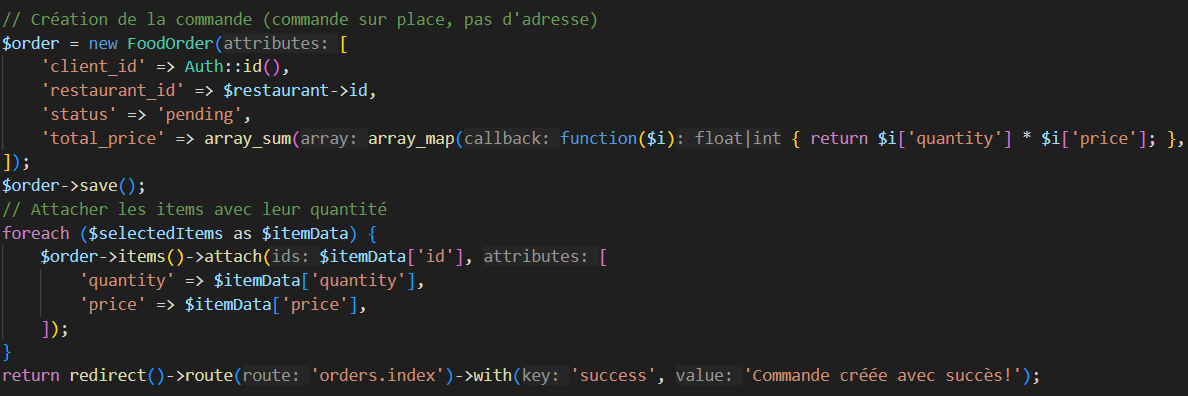 // Création de la commande (commande sur place, pas d'adresse)
$order = new FoodOrder(attributes: [
    'client_id' => Auth::id(),
    'restaurant_id' => $restaurant->id,
    'status' => 'pending',
    'total_price' => array_sum(array: array_map(callback: function($i): float|int { return $i['quantity'] * $i['price']; },
]);
$order->save();
// Attacher les items avec leur quantité
foreach ($selectedItems as $itemData) {
    $order->items()->attach(ids: $itemData['id'], attributes: [
        'quantity' => $itemData['quantity'],
        'price' => $itemData['price'],
    ]);
}
return redirect()->route(route: 'orders.index')->with(key: 'success', value: 'Commande créée avec succès!');